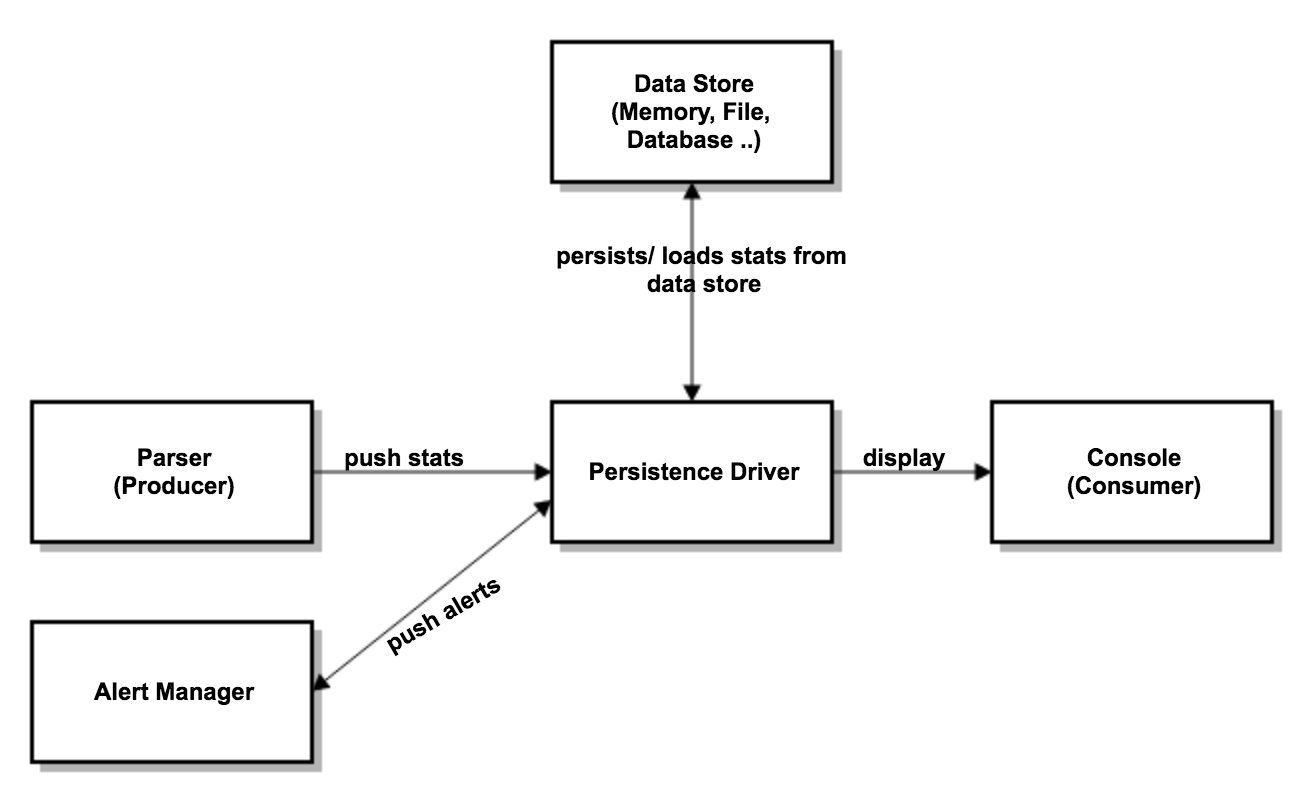 Data Store
(Memory, File,
Database ..)
persists/ loads stats from
data store
Parser
(Producer)
push stats
Persistence Driver
display
Console
(Consumer)
push alerts
Alert Manager